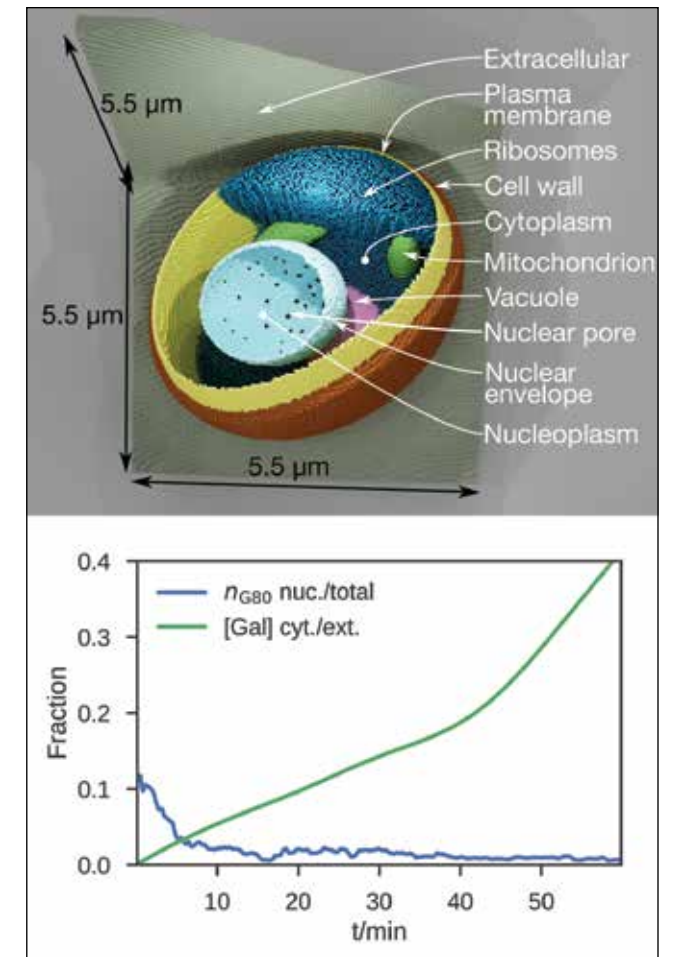 Extracellular
Plasma
membrane
Ribosomes
Cell wall
Cytoplasm
Mitochondrion
Vacuole
Nuclear pore
Nuclear
envelope
Nucleoplasm
5.5 µm
5.5 µm
5.5 µm
0.4
0.3
0.2
0.1
0.0
Fraction
nG80 nuc./total
[Gal] cyt./ext.
10 20 30 40 50
t/min